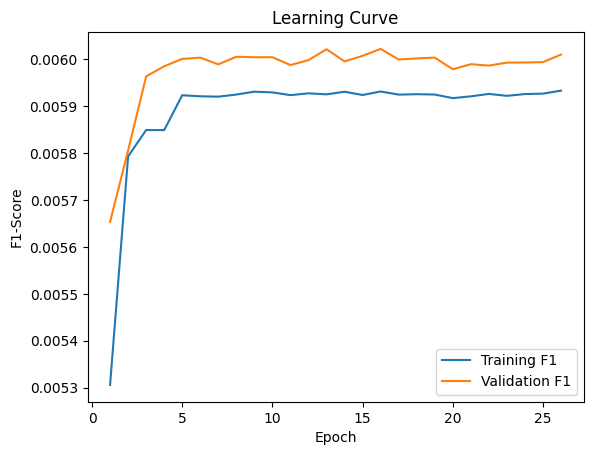 Learning Curve
0.0060
0.0059
0.0058
0.0057
0.0056
0.0055
0.0054
0.0053
F1-Score
0 5 10 15 20 25
Epoch
Training F1
Validation F1